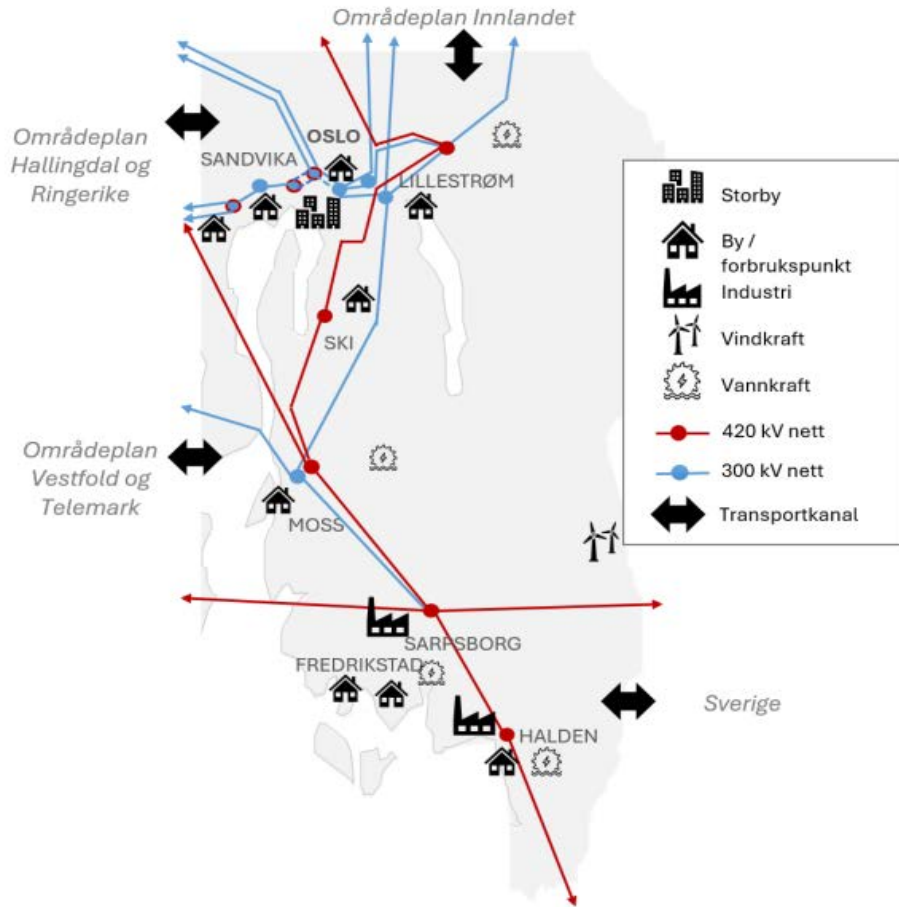 Områdeplan Innlandet
Områdeplan
Hallingdal og
Ringerike
OSLO
SANDVIKA
LILLESTRØM
SKI
Områdeplan
Vestfold og
Telemark
MOSS
SARPSBORG
FREDRIKSTAD
HALDEN
Sverige
Storby
By /
forbrukspunkt
Industri
Vindkraft
Vannkraft
420 kV nett
300 kV nett
Transportkanal